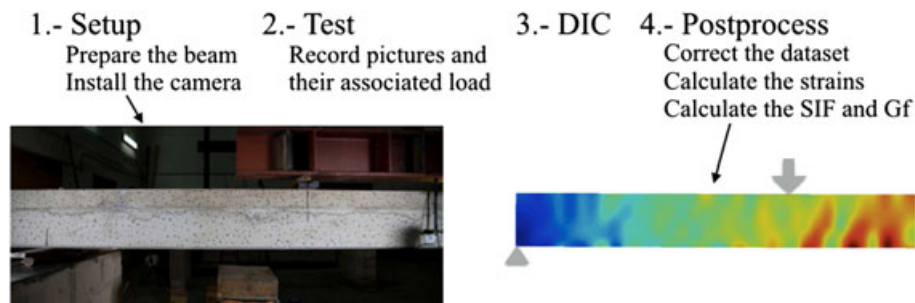 1.- Setup
Prepare the beam
Install the camera
2.- Test
Record pictures and
their associated load
3.- DIC
4.- Postprocess
Correct the dataset
Calculate the strains
Calculate the SIF and Gf